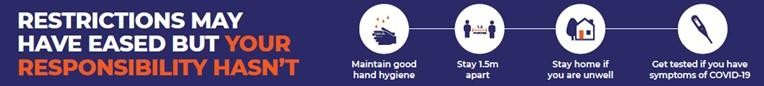 RESTRICTIONS MAY
HAVE EASED BUT YOUR
RESPONSIBILITY HASN'T
Maintain good
hand hygiene
Stay 1.5m
apart
Stay home if
you are unwell
Get tested if you have
symptoms of COVID-19